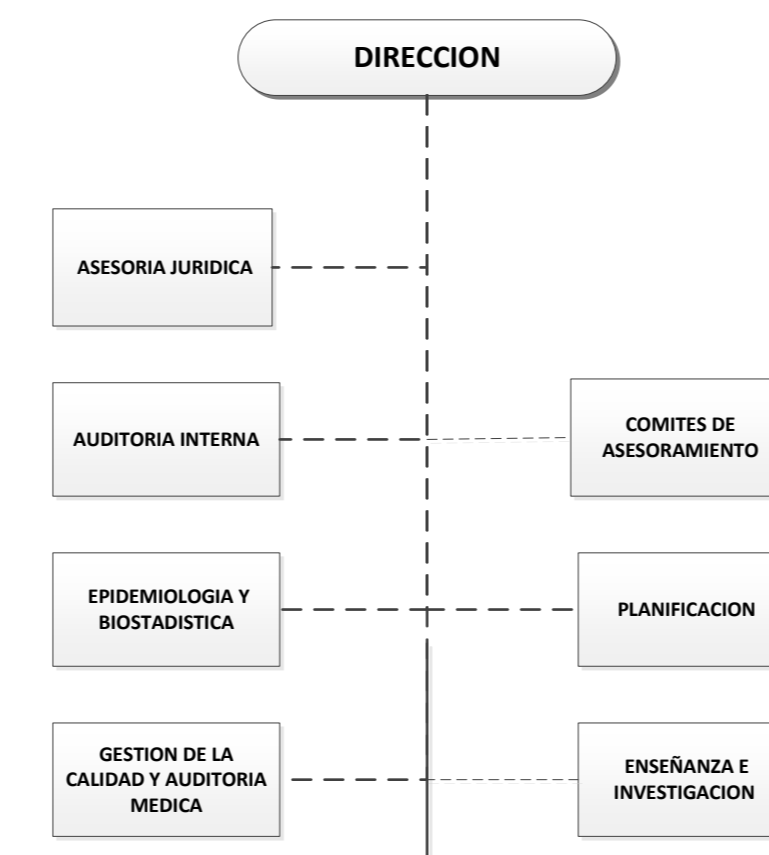 DIRECCION
ASESORIA JURIDICA
AUDITORIA INTERNA
COMITES DE
ASESORAMIENTO
EPIDEMIOLOGIA Y
BIOSTADISTICA
PLANIFICACION
GESTION DE LA
CALIDAD Y AUDITORIA
MEDICA
ENSEÑANZA E
INVESTIGACION